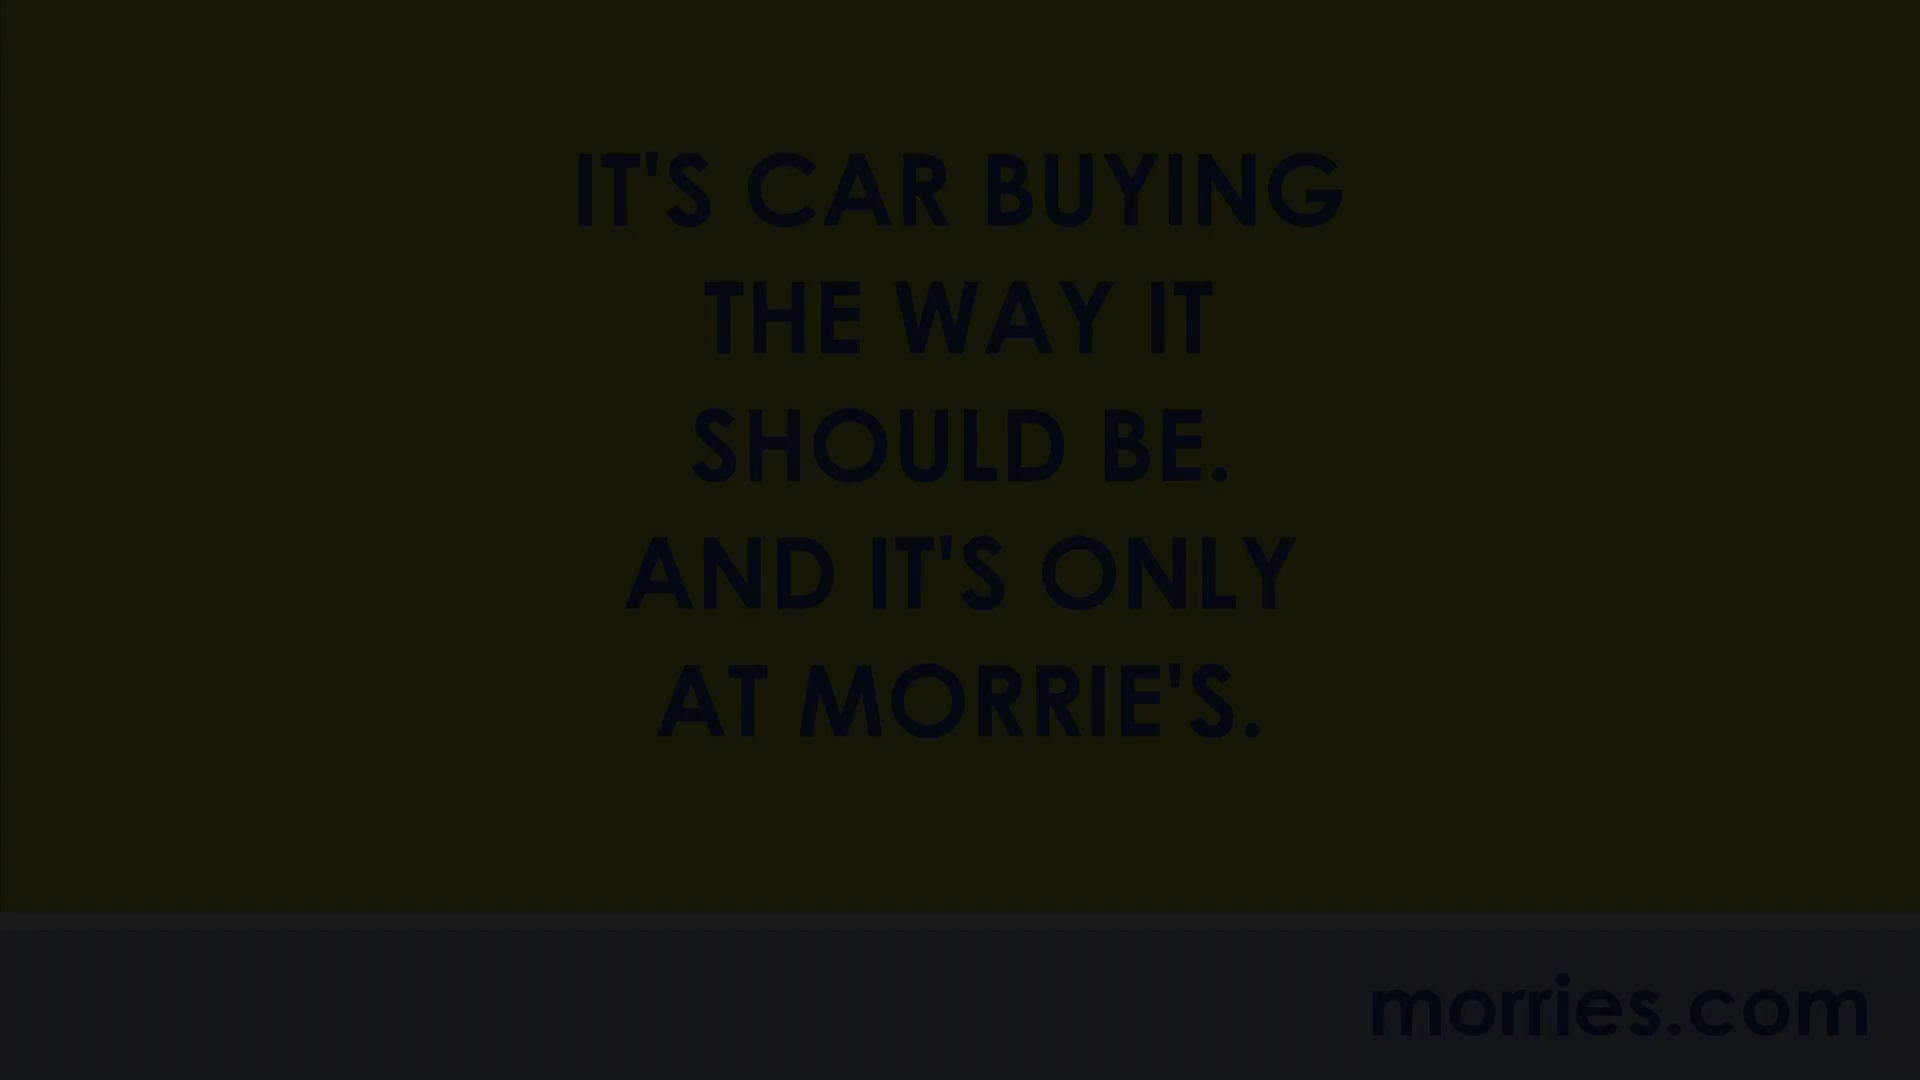 IT'S CAR BUYING
THE WAY IT
SHOULD BE.
AND IT'S ONLY
AT MORRIE'S.
morries.com